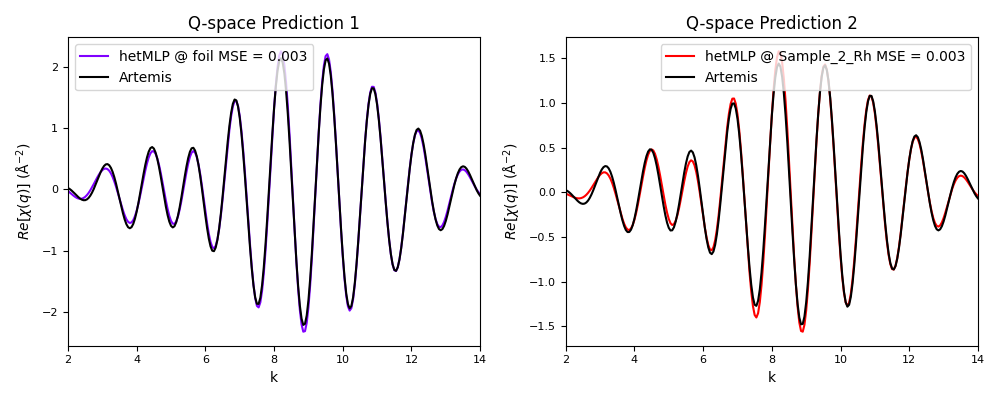 Q-space Prediction 1
hetMLP @ foil MSE = 0.003
Artemis
2
1
0
−1
−2
Re[χ(q)] (Å⁻²)
2 4 6 8 10 12 14
k
Q-space Prediction 2
hetMLP @ Sample_2_Rh MSE = 0.003
Artemis
1.5
1.0
0.5
0.0
−0.5
−1.0
−1.5
Re[χ(q)] (Å⁻²)
2 4 6 8 10 12 14
k